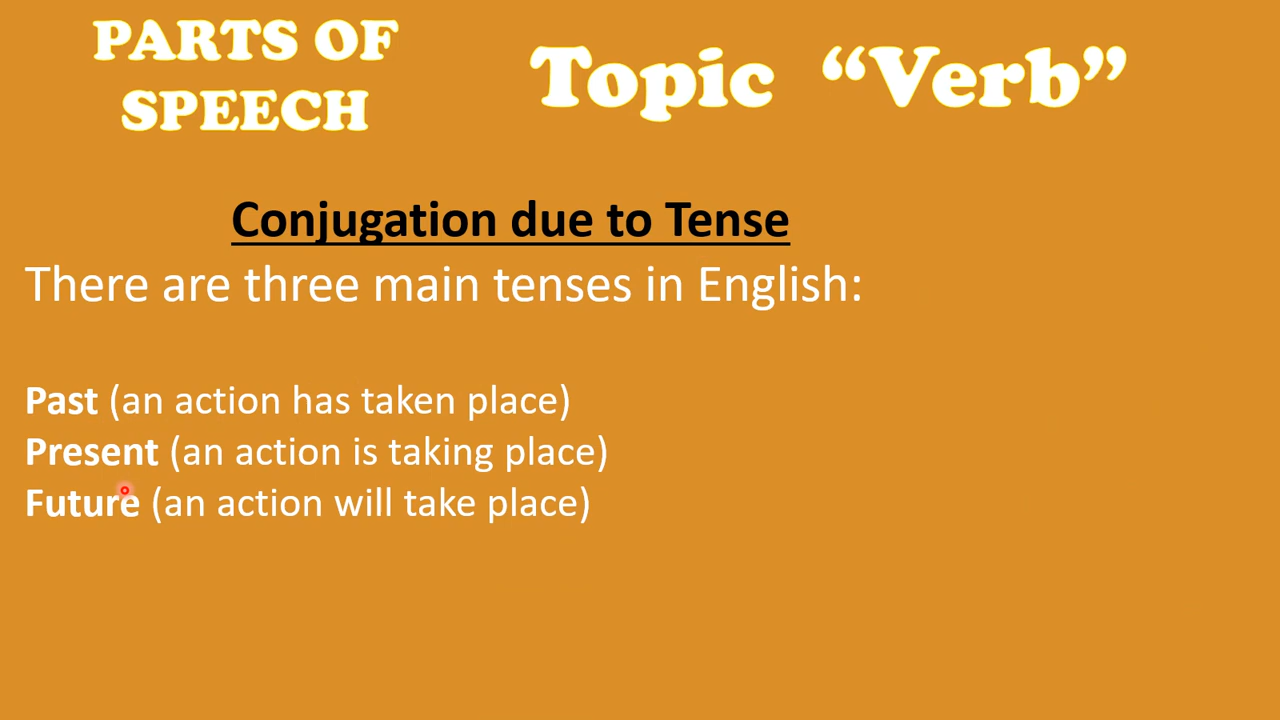 PARTS OF
SPEECH
Topic “Verb”
Conjugation due to Tense
There are three main tenses in English:
Past (an action has taken place)
Present (an action is taking place)
Future (an action will take place)